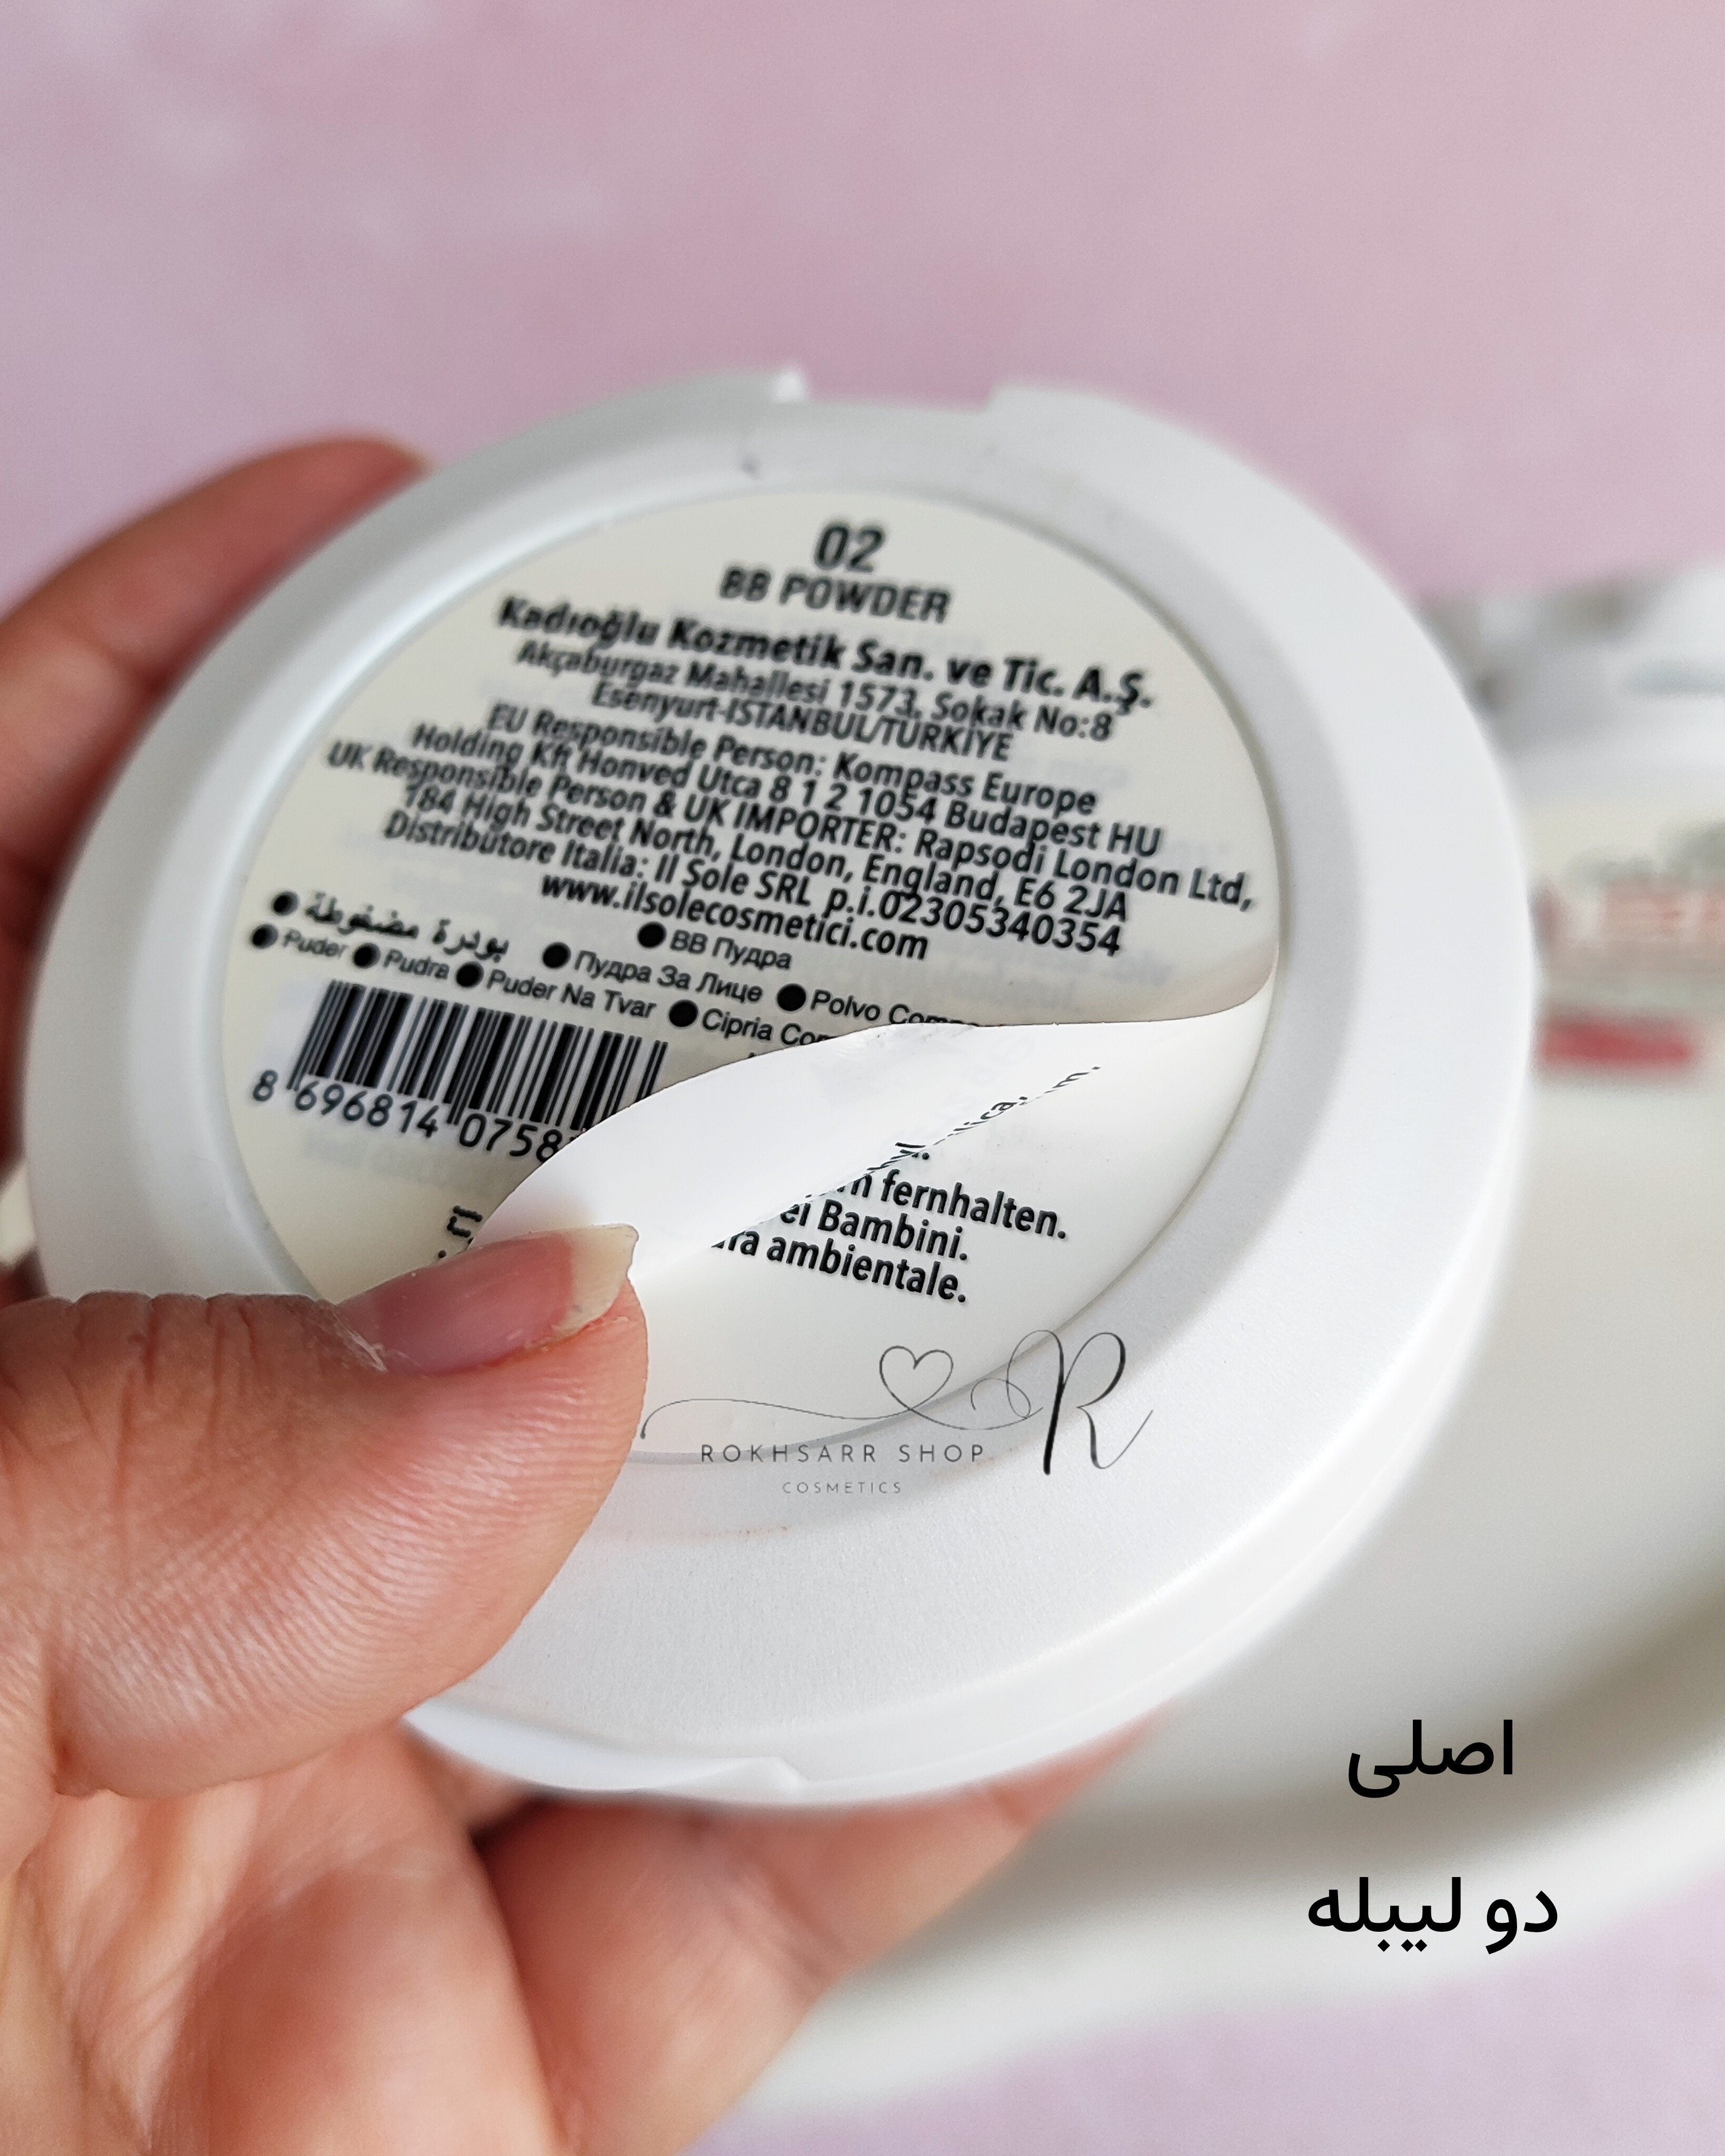 02
BB POWDER
Kadıoğlu Kozmetik San. ve Tic. A.Ş.
Akçaburgaz Mahallesi 1573. Sokak No:8
Esenyurt-İSTANBUL/TÜRKİYE
EU Responsible Person: Kompass Europe
Holding Kft Honved Utca 8 1 2 1054 Budapest HU
UK Responsible Person & UK IMPORTER: Rapsodi London Ltd,
184 High Street North, London, England, E6 2JA
Distributore Italia: Il Sole SRL p.i.02305340354
www.ilsolecosmetici.com
● BB Пудра
● بودرة مضغوطة ● Пудра За Лице ● Polvo
● Puder ● Pudra ● Puder Na Tvar ● Cipria
8 696814 0758
fernhalten.
Bambini.
ambientale.
R
ROKHSARR SHOP
COSMETICS
اصلی
دو لیبله